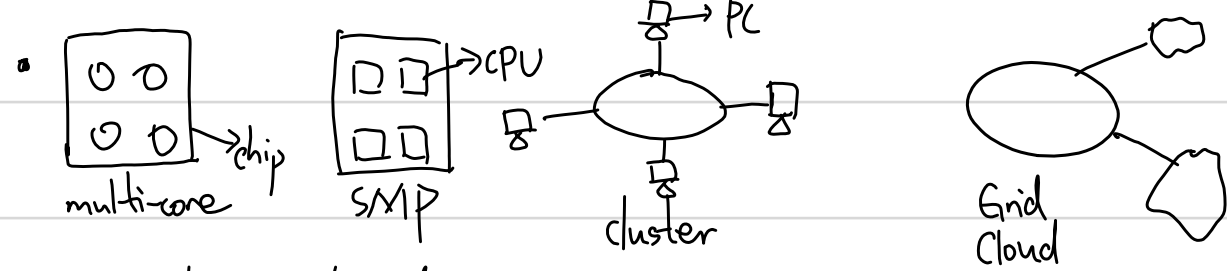 chip
multi-core
CPU
SMP
PC
cluster
Grid
Cloud